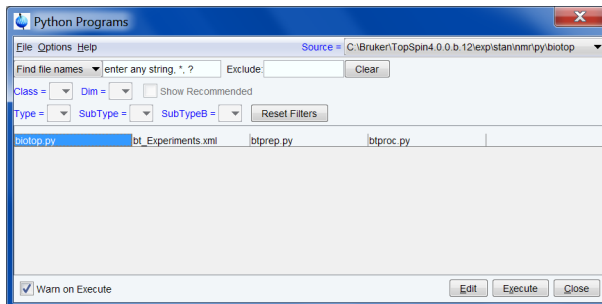 Python Programs
File Options Help Source = C:\Bruker\TopSpin4.0.0.b.12\exp\stan\nmr\py\biotop
Find file names enter any string, *, ? Exclude: Clear
Class = Dim = Show Recommended
Type = SubType = SubTypeB = Reset Filters
biotop.py bt_Experiments.xml btprep.py btproc.py
Warn on Execute Edit Execute Close